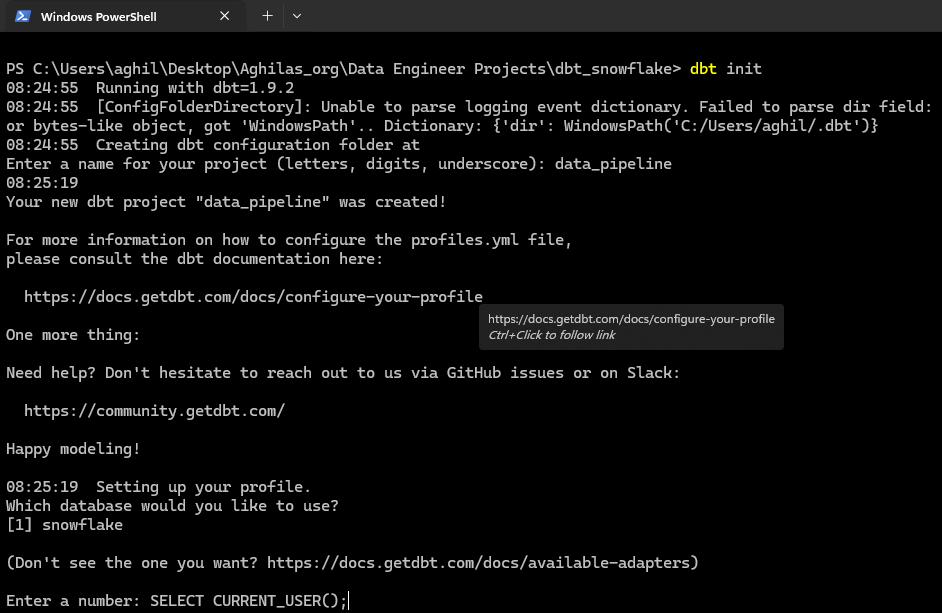 Windows PowerShell
PS C:\Users\aghil\Desktop\Aghilas_org\Data Engineer Projects\dbt_snowflake> dbt init
08:24:55  Running with dbt=1.9.2
08:24:55  [ConfigFolderDirectory]: Unable to parse logging event dictionary. Failed to parse dir field:
or bytes-like object, got 'WindowsPath'.. Dictionary: {'dir': WindowsPath('C:/Users/aghil/.dbt')}
08:24:55  Creating dbt configuration folder at
Enter a name for your project (letters, digits, underscore): data_pipeline
08:25:19
Your new dbt project "data_pipeline" was created!
For more information on how to configure the profiles.yml file,
please consult the dbt documentation here:
https://docs.getdbt.com/docs/configure-your-profile
https://docs.getdbt.com/docs/configure-your-profile
Ctrl+Click to follow link
One more thing:
Need help? Don't hesitate to reach out to us via GitHub issues or on Slack:
https://community.getdbt.com/
Happy modeling!
08:25:19  Setting up your profile.
Which database would you like to use?
[1] snowflake
(Don't see the one you want? https://docs.getdbt.com/docs/available-adapters)
Enter a number: SELECT CURRENT_USER();